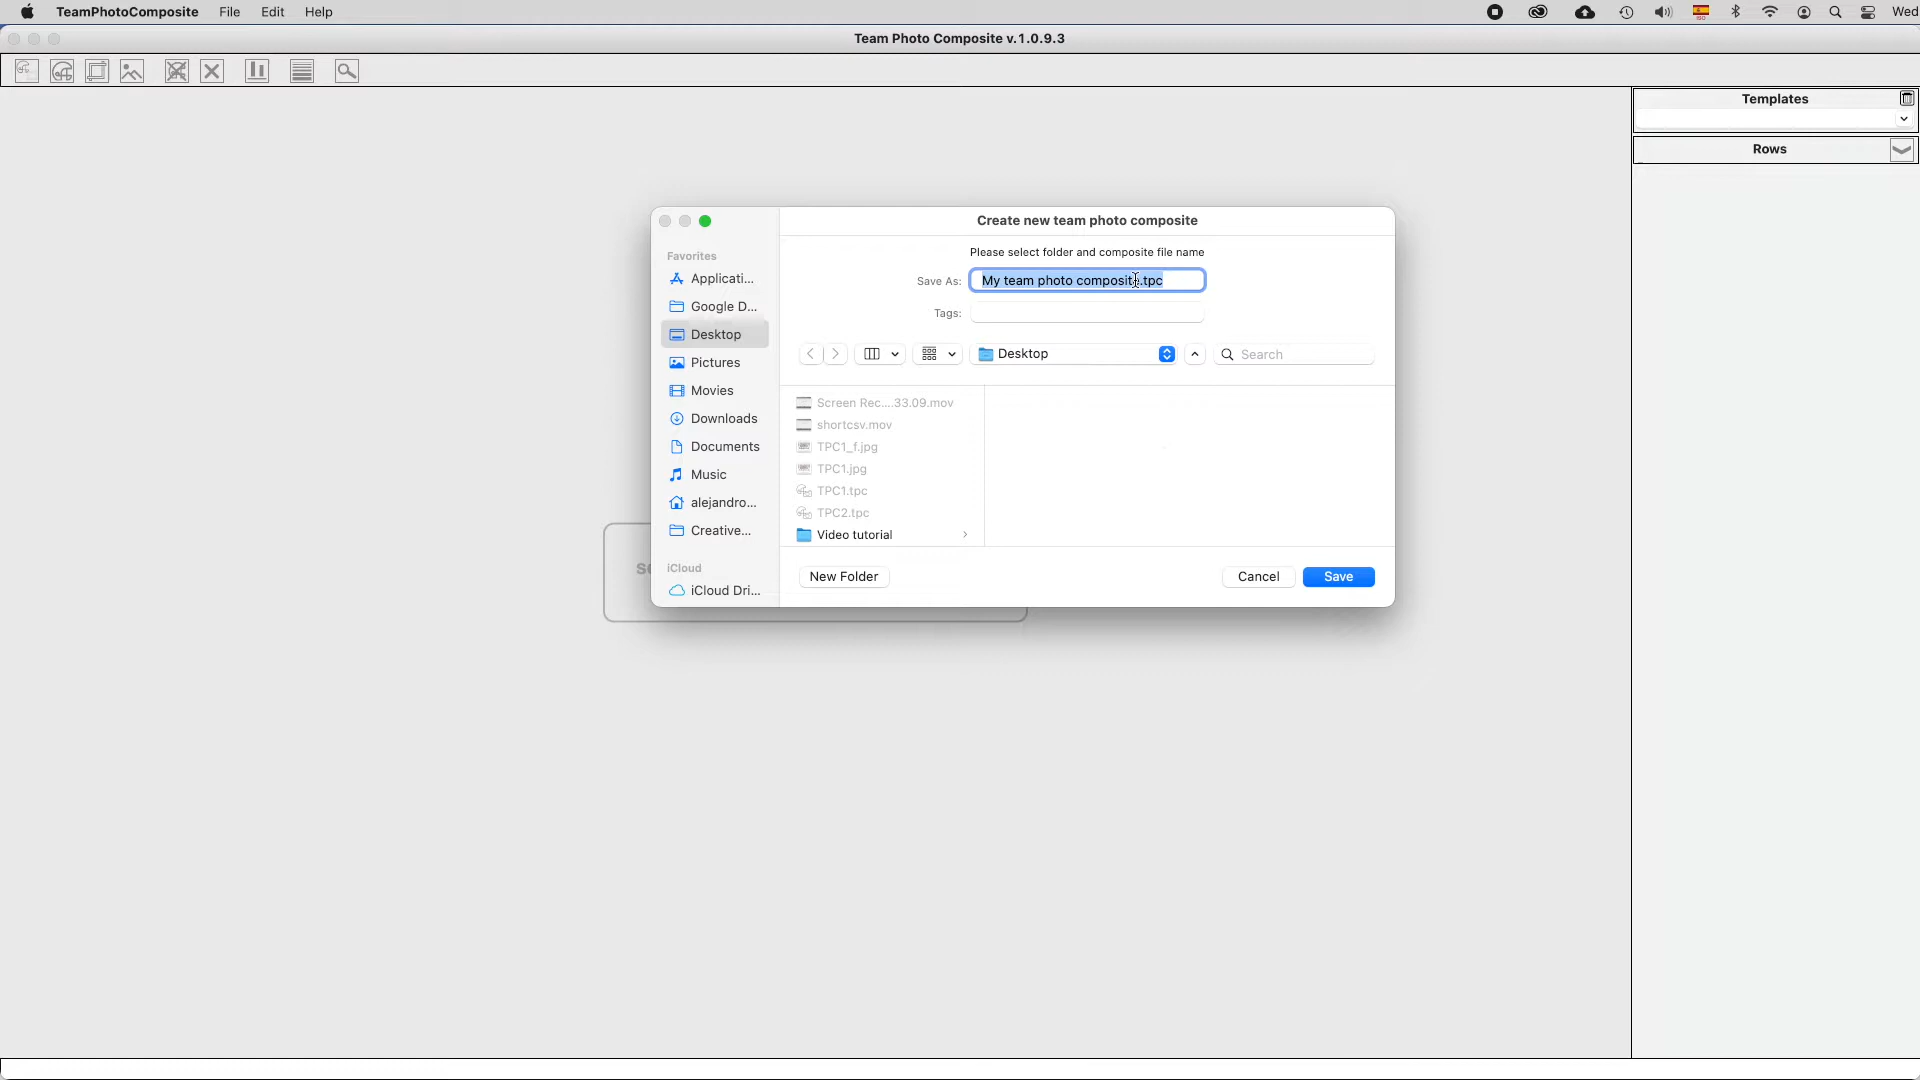 TeamPhotoComposite File Edit Help Wed
Team Photo Composite v.1.0.9.3
Templates
Rows
Create new team photo composite
Please select folder and composite file name
Save As: My team photo composite.tpc
Tags:
Favorites
Applicati...
Google D...
Desktop
Pictures
Movies
Downloads
Documents
Music
alejandro...
Creative...
iCloud
iCloud Dri...
Desktop
Search
Screen Rec....33.09.mov
shortcsv.mov
TPC1_f.jpg
TPC1.jpg
TPC1.tpc
TPC2.tpc
Video tutorial
New Folder Cancel Save